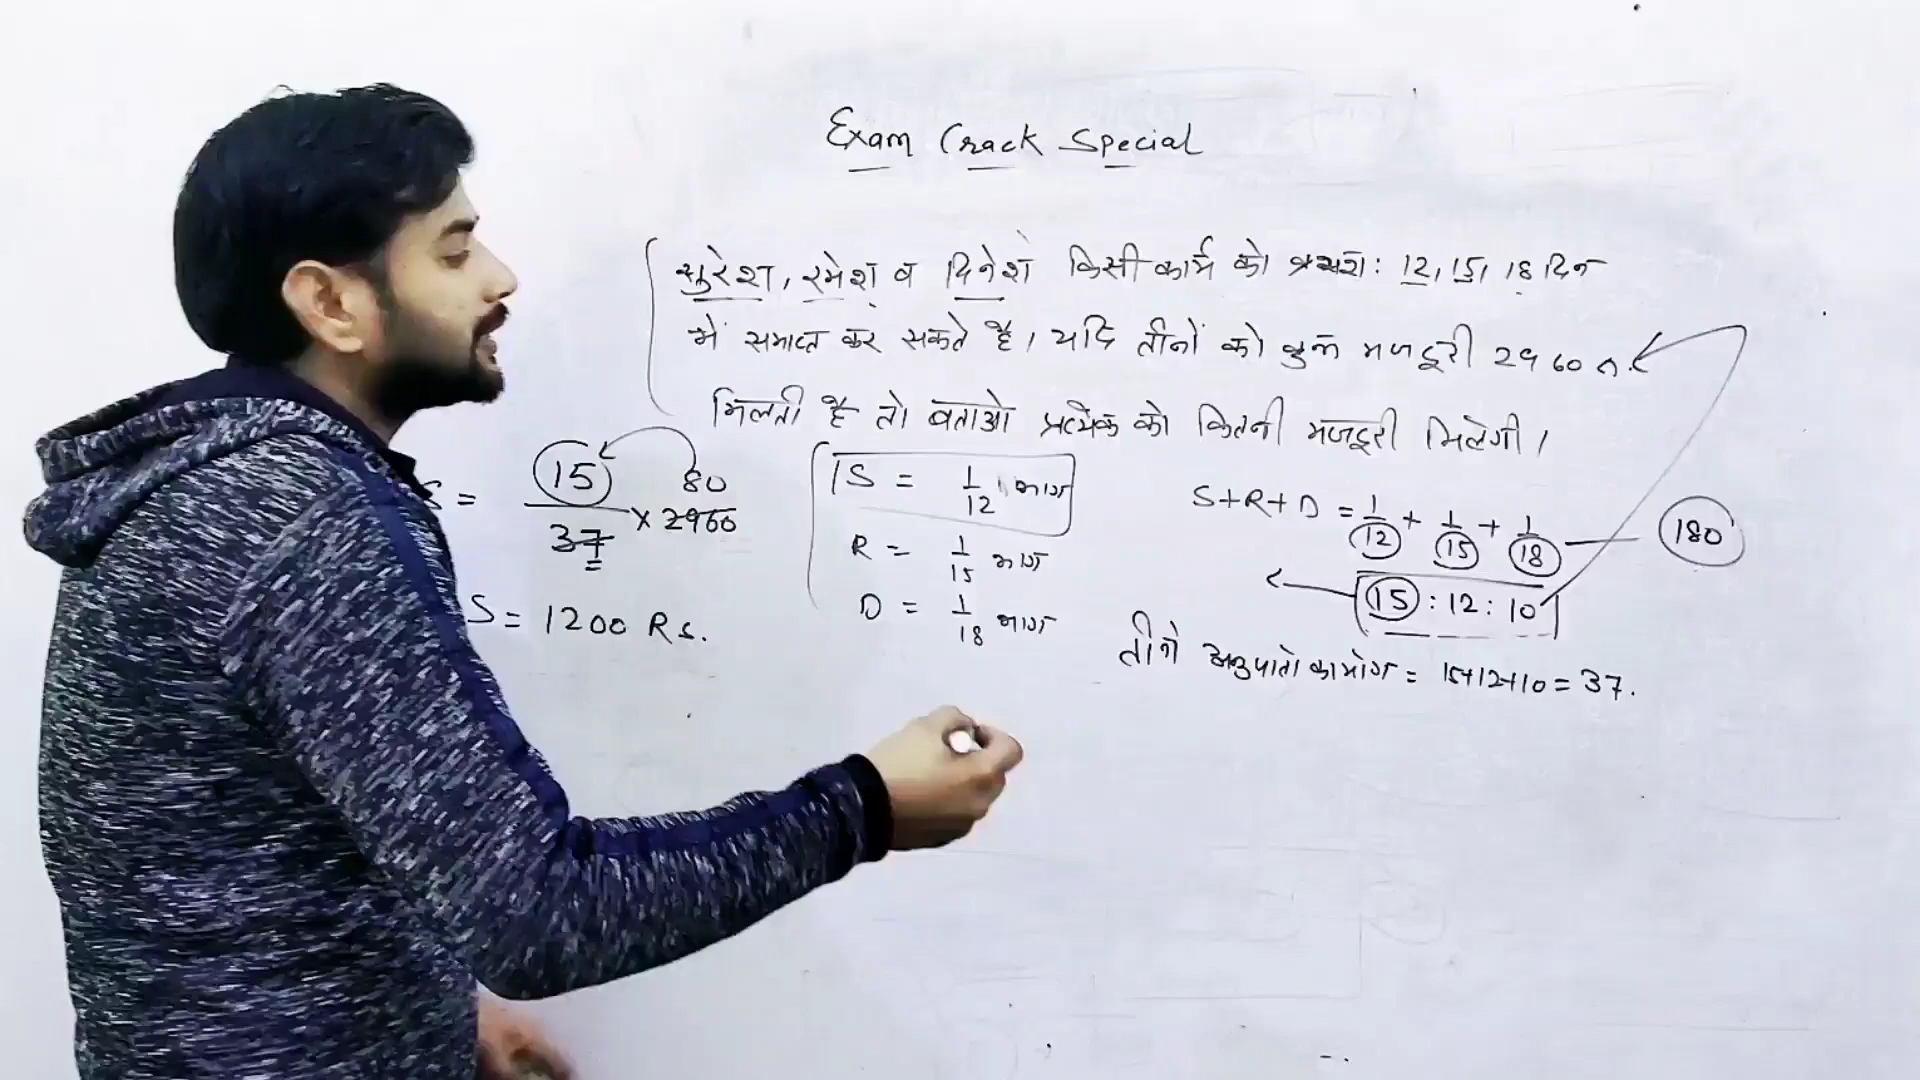 Exam Crack Special
सुरेश, रमेश व दिनेश किसी कार्य को क्रमशः 12, 15, 18 दिन
में समाप्त कर सकते है। यदि तीनों को कुल मजदूरी 2960 रु.
मिलती है तो बताओ प्रत्येक को कितनी मजदूरी मिलेगी।
S = 15/37 × 2960 80
S = 1200 Rs.
S = 1/12 भाग
R = 1/15 भाग
D = 1/18 भाग
S+R+D = 1/12 + 1/15 + 1/18 180
15 : 12 : 10
तीनो अनुपातो का योग = 15+12+10 = 37.